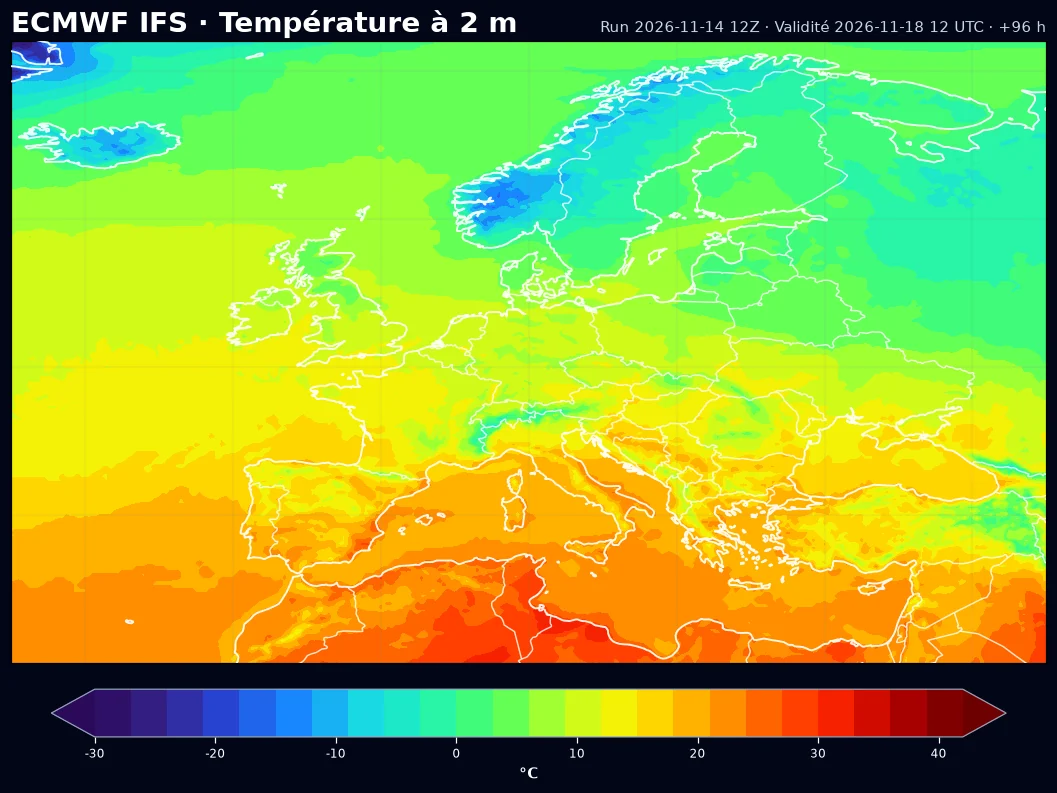 ECMWF IFS · Température à 2 m
Run 2026-11-14 12Z · Validité 2026-11-18 12 UTC · +96 h
-30 -20 -10 0 10 20 30 40
°C